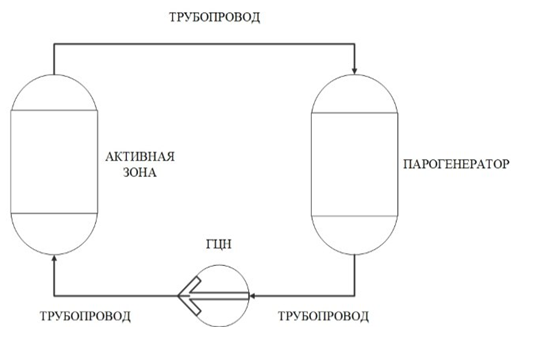 ТРУБОПРОВОД
АКТИВНАЯ
ЗОНА
ПАРОГЕНЕРАТОР
ГЦН
ТРУБОПРОВОД
ТРУБОПРОВОД